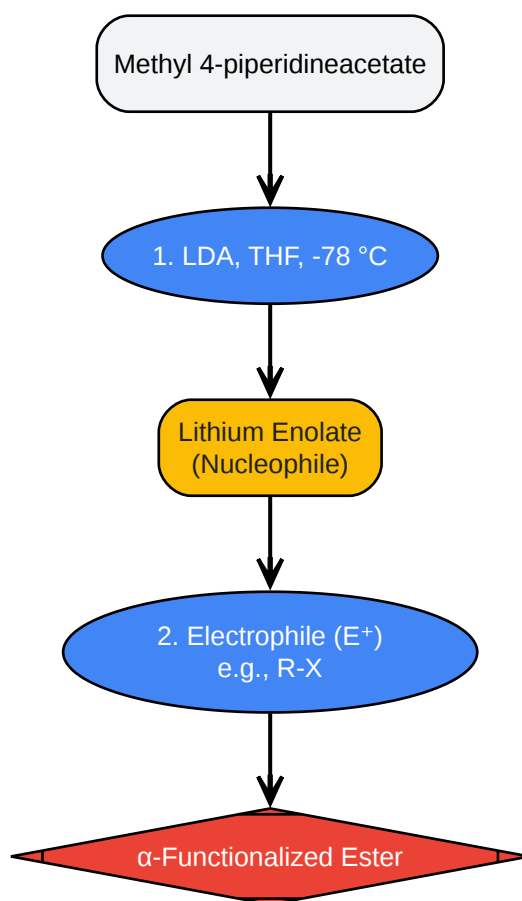 Methyl 4-piperidineacetate
1. LDA, THF, -78 °C
Lithium Enolate
(Nucleophile)
2. Electrophile (E⁺)
e.g., R-X
α-Functionalized Ester